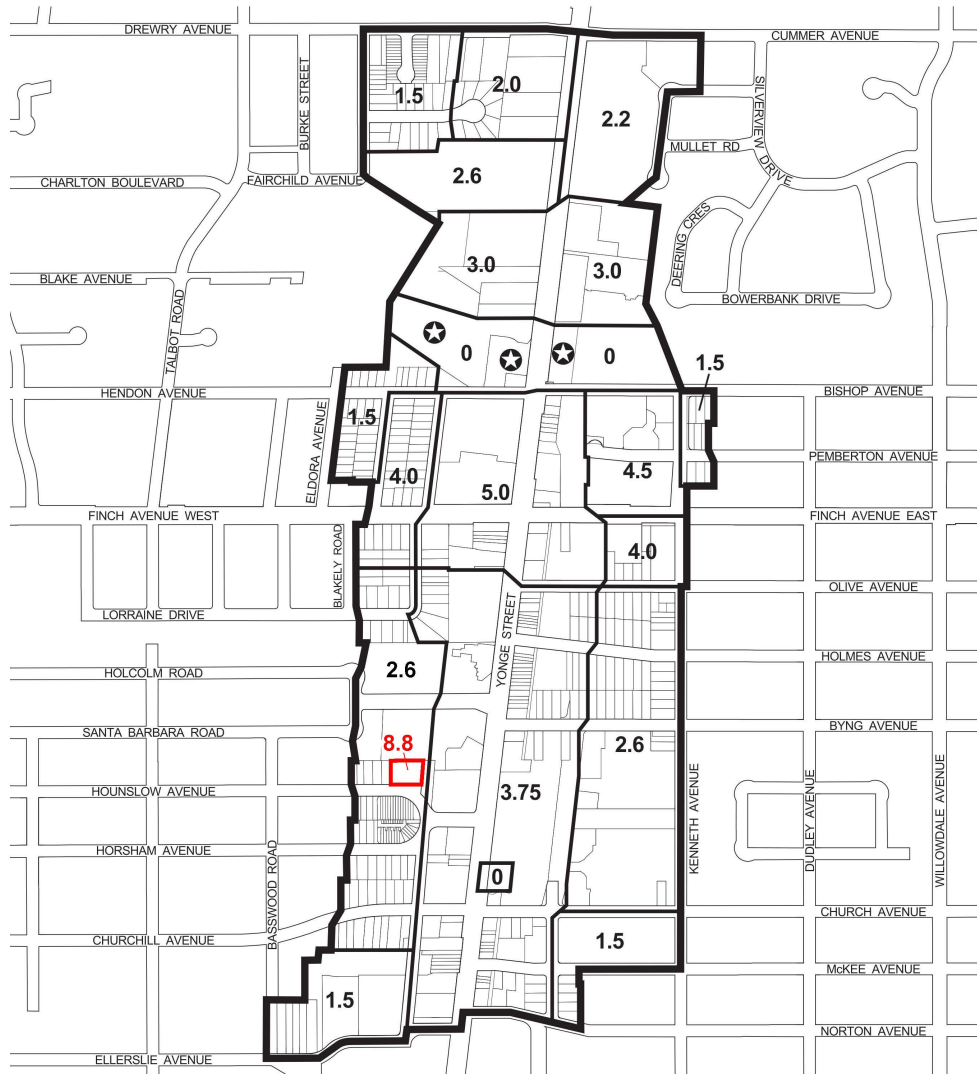 DREWRY AVENUE
CUMMER AVENUE
BURKE STREET
SILVERVIEW DRIVE
1.5
2.0
2.2
MULLET RD
2.6
CHARLTON BOULEVARD
FAIRCHILD AVENUE
DEERING CRES
3.0
3.0
BLAKE AVENUE
TALBOT ROAD
BOWERBANK DRIVE
0
0
1.5
HENDON AVENUE
BISHOP AVENUE
1.5
ELDORA AVENUE
4.0
5.0
4.5
PEMBERTON AVENUE
FINCH AVENUE WEST
FINCH AVENUE EAST
4.0
BLAKELY ROAD
OLIVE AVENUE
LORRAINE DRIVE
YONGE STREET
HOLMES AVENUE
HOLCOLM ROAD
2.6
SANTA BARBARA ROAD
BYNG AVENUE
8.8
2.6
HOUNSLOW AVENUE
3.75
KENNETH AVENUE
DUDLEY AVENUE
WILLOWDALE AVENUE
HORSHAM AVENUE
BASSWOOD ROAD
0
CHURCH AVENUE
CHURCHILL AVENUE
1.5
McKEE AVENUE
1.5
NORTON AVENUE
ELLERSLIE AVENUE